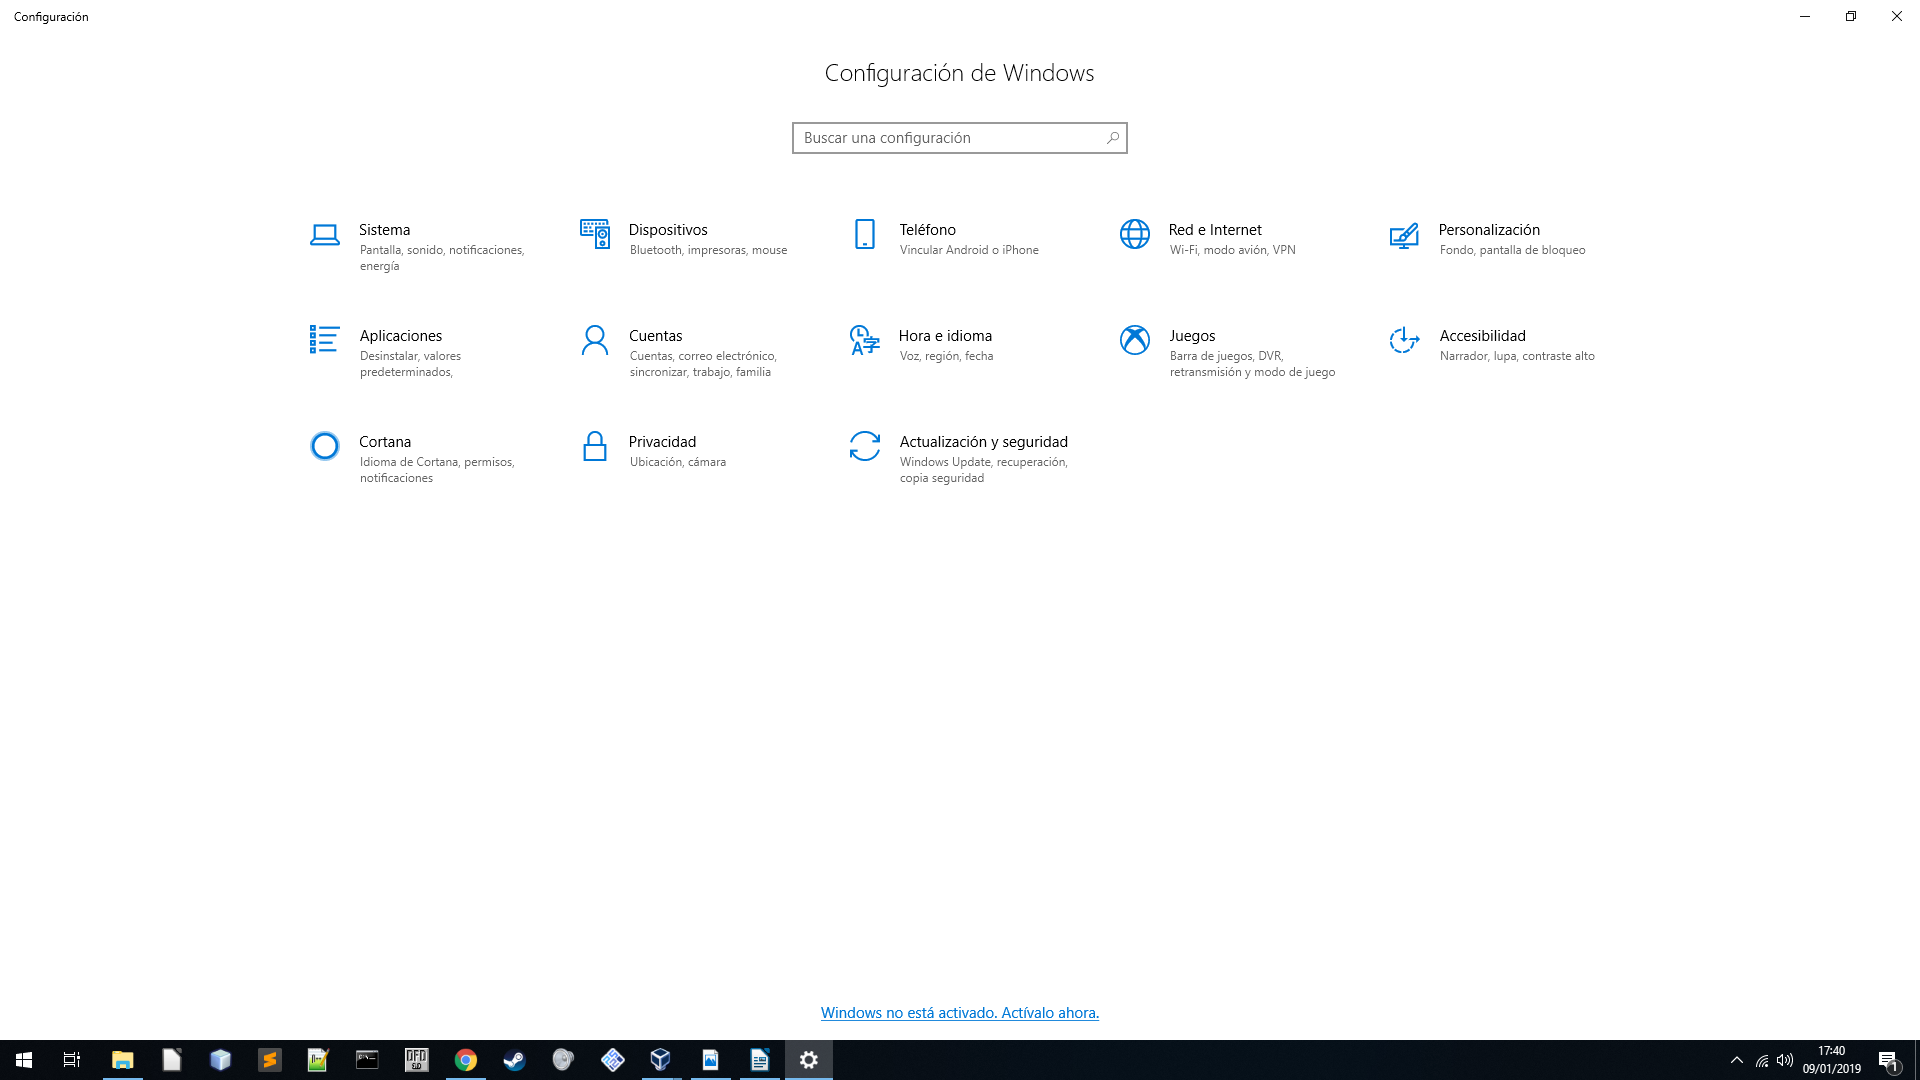 Configuración
Configuración de Windows
Buscar una configuración
Sistema
Pantalla, sonido, notificaciones,
energía
Dispositivos
Bluetooth, impresoras, mouse
Teléfono
Vincular Android o iPhone
Red e Internet
Wi-Fi, modo avión, VPN
Personalización
Fondo, pantalla de bloqueo
Aplicaciones
Desinstalar, valores
predeterminados,
Cuentas
Cuentas, correo electrónico,
sincronizar, trabajo, familia
Hora e idioma
Voz, región, fecha
Juegos
Barra de juegos, DVR,
retransmisión y modo de juego
Accesibilidad
Narrador, lupa, contraste alto
Cortana
Idioma de Cortana, permisos,
notificaciones
Privacidad
Ubicación, cámara
Actualización y seguridad
Windows Update, recuperación,
copia seguridad
Windows no está activado. Actívalo ahora.
17:40
09/01/2019
1